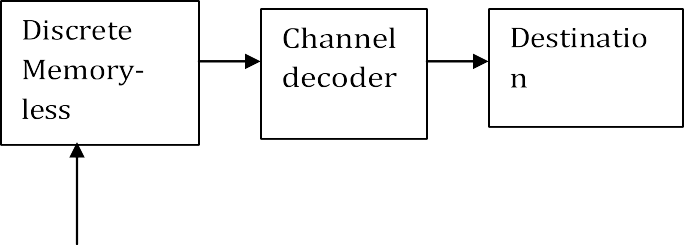 Discrete
Memory-
less
Channel
decoder
Destinatio
n